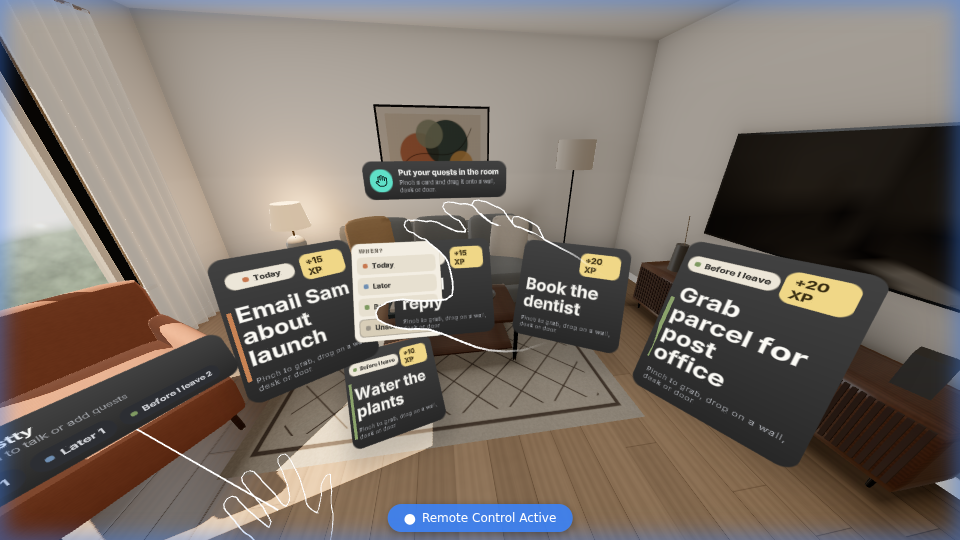 Put your quests in the room
Pinch a card and drag it onto a wall,
desk or door.
Today
+15
XP
Email Sam
about
launch
Pinch to grab, drop on a wall,
desk or door
WHEN?
Today
Later
+15
XP
reply
Pinch to grab, drop on a wall,
desk or door
+20
XP
Book the
dentist
Pinch to grab, drop on a wall,
desk or door
Before I leave
+20
XP
Grab
parcel for
post
office
Pinch to grab, drop on a wall,
desk or door
Before I leave
+10
XP
Water the
plants
Pinch to grab, drop on a wall,
desk or door
to talk or add quests
Later 1
Before I leave 2
Remote Control Active